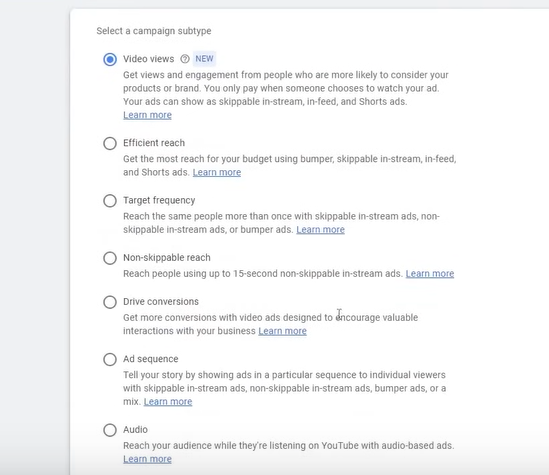 Select a campaign subtype
Video views NEW
Get views and engagement from people who are more likely to consider your
products or brand. You only pay when someone chooses to watch your ad.
Your ads can show as skippable in-stream, in-feed, and Shorts ads.
Learn more
Efficient reach
Get the most reach for your budget using bumper, skippable in-stream, in-feed,
and Shorts ads. Learn more
Target frequency
Reach the same people more than once with skippable in-stream ads, non-
skippable in-stream ads, or bumper ads. Learn more
Non-skippable reach
Reach people using up to 15-second non-skippable in-stream ads. Learn more
Drive conversions
Get more conversions with video ads designed to encourage valuable
interactions with your business Learn more
Ad sequence
Tell your story by showing ads in a particular sequence to individual viewers
with skippable in-stream ads, non-skippable in-stream ads, bumper ads, or a
mix. Learn more
Audio
Reach your audience while they're listening on YouTube with audio-based ads.
Learn more